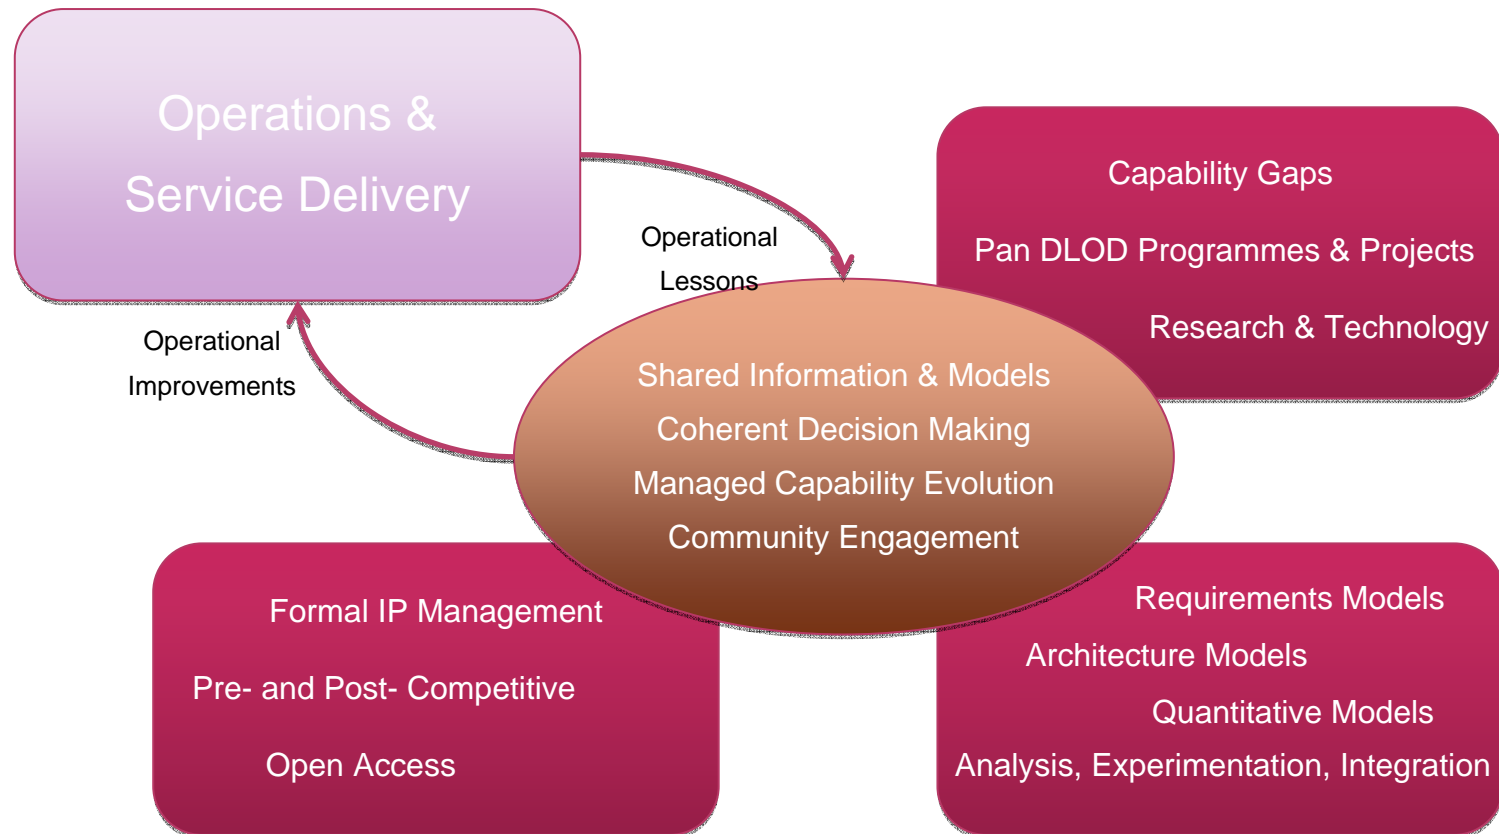 Operations &
Service Delivery
Operational
Lessons
Capability Gaps
Pan DLOD Programmes & Projects
Research & Technology
Operational
Improvements
Shared Information & Models
Coherent Decision Making
Managed Capability Evolution
Community Engagement
Formal IP Management
Pre- and Post- Competitive
Open Access
Requirements Models
Architecture Models
Quantitative Models
Analysis, Experimentation, Integration